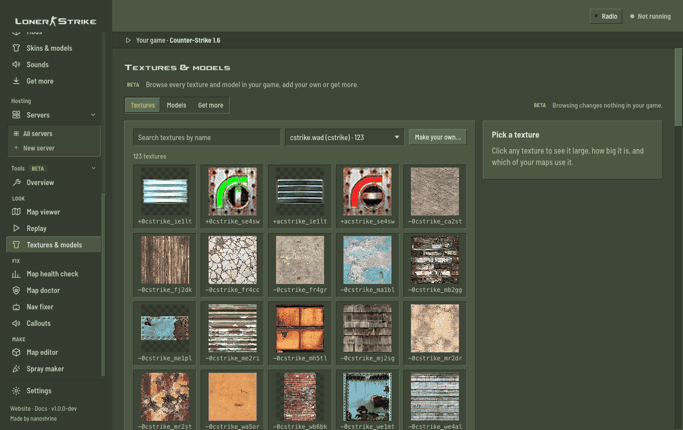 LONERSTRIKE
Skins & models
Sounds
Get more
Hosting
Servers
All servers
New server
Tools BETA
Overview
LOOK
Map viewer
Replay
Textures & models
FIX
Map health check
Map doctor
Nav fixer
Callouts
MAKE
Map editor
Spray maker
Settings
Website · Docs · v1.0.0-dev
Made by nanoshrine
Radio
Not running
Your game · Counter-Strike 1.6
TEXTURES & MODELS
BETA Browse every texture and model in your game, add your own or get more.
Textures Models Get more
BETA Browsing changes nothing in your game.
Search textures by name
cstrike.wad (cstrike) · 123
Make your own...
123 textures
+0cstrike_ie1lt +0cstrike_se4sw +acstrike_ie1lt +acstrike_se4sw ~0cstrike_ca2st
~0cstrike_fj2dk ~0cstrike_fr4cc ~0cstrike_fr4gr ~0cstrike_ma1bl ~0cstrike_mb2gg
~0cstrike_me1pl ~0cstrike_me2ri ~0cstrike_mh5tl ~0cstrike_mj2sg ~0cstrike_mr2dr
~0cstrike_mr2st ~0cstrike_wa5or ~0cstrike_wb6bk ~0cstrike_we1mt ~0cstrike_we4al
Pick a texture
Click any texture to see it large, how big it is, and
which of your maps use it.